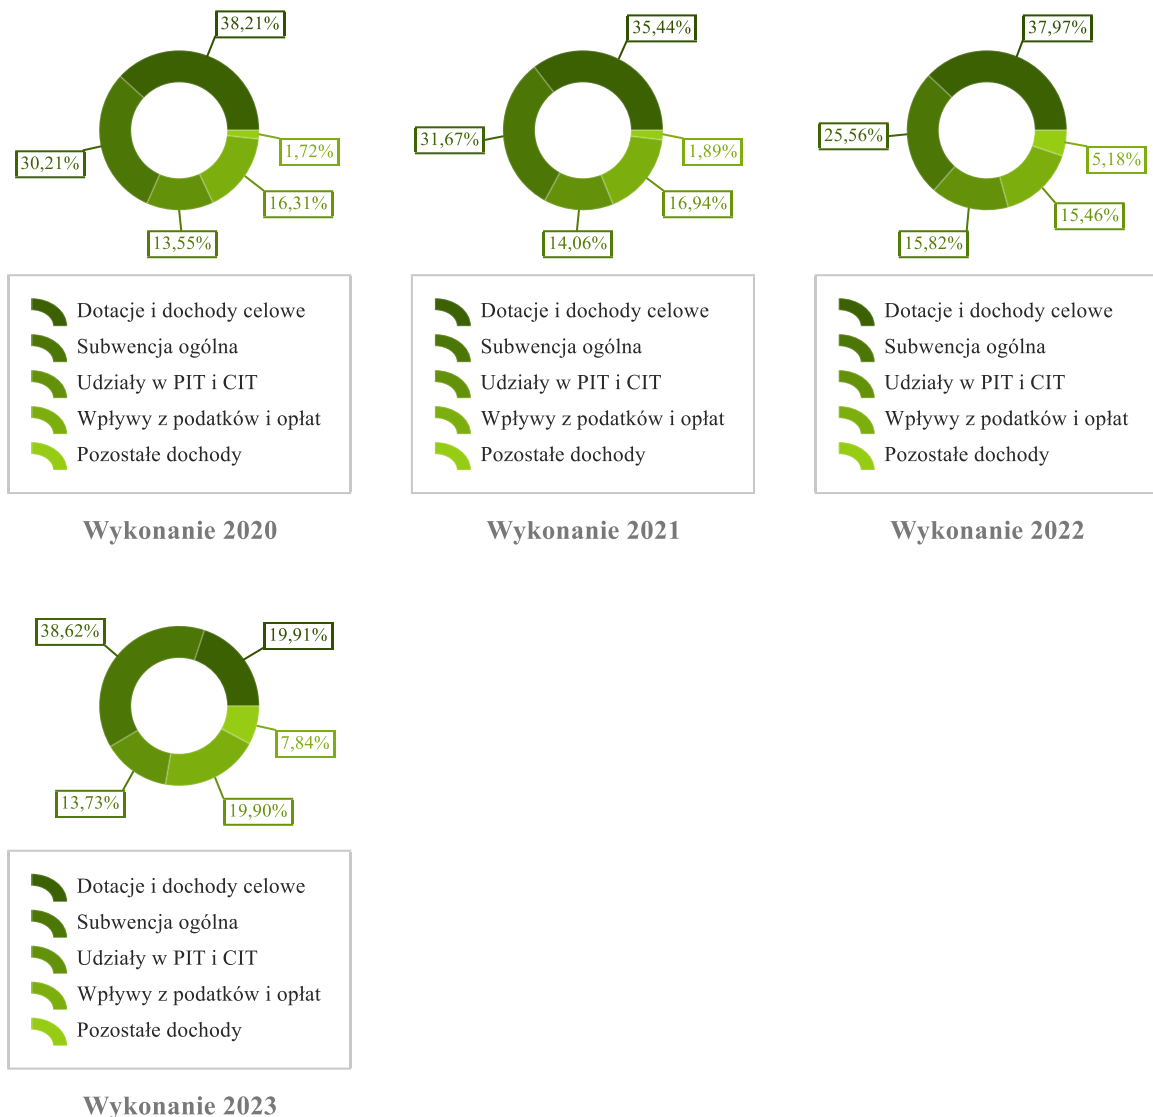 38,21%
30,21%
1,72%
16,31%
13,55%
Dotacje i dochody celowe
Subwencja ogólna
Udziały w PIT i CIT
Wpływy z podatków i opłat
Pozostałe dochody
Wykonanie 2020
35,44%
31,67%
1,89%
16,94%
14,06%
Dotacje i dochody celowe
Subwencja ogólna
Udziały w PIT i CIT
Wpływy z podatków i opłat
Pozostałe dochody
Wykonanie 2021
37,97%
25,56%
5,18%
15,46%
15,82%
Dotacje i dochody celowe
Subwencja ogólna
Udziały w PIT i CIT
Wpływy z podatków i opłat
Pozostałe dochody
Wykonanie 2022
38,62%
19,91%
7,84%
13,73%
19,90%
Dotacje i dochody celowe
Subwencja ogólna
Udziały w PIT i CIT
Wpływy z podatków i opłat
Pozostałe dochody
Wykonanie 2023